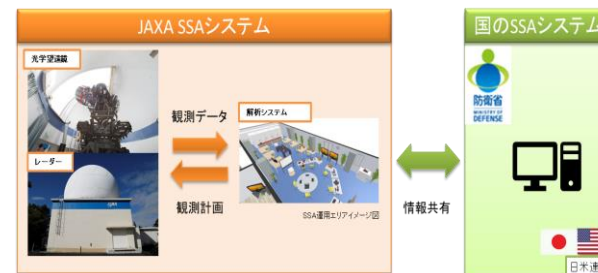 JAXA SSAシステム
光学望遠鏡
レーダー
観測データ
観測計画
解析システム
SSA運用エリアイメージ図
情報共有
国のSSAシステム
防衛省
MINISTRY OF
DEFENSE
日米連